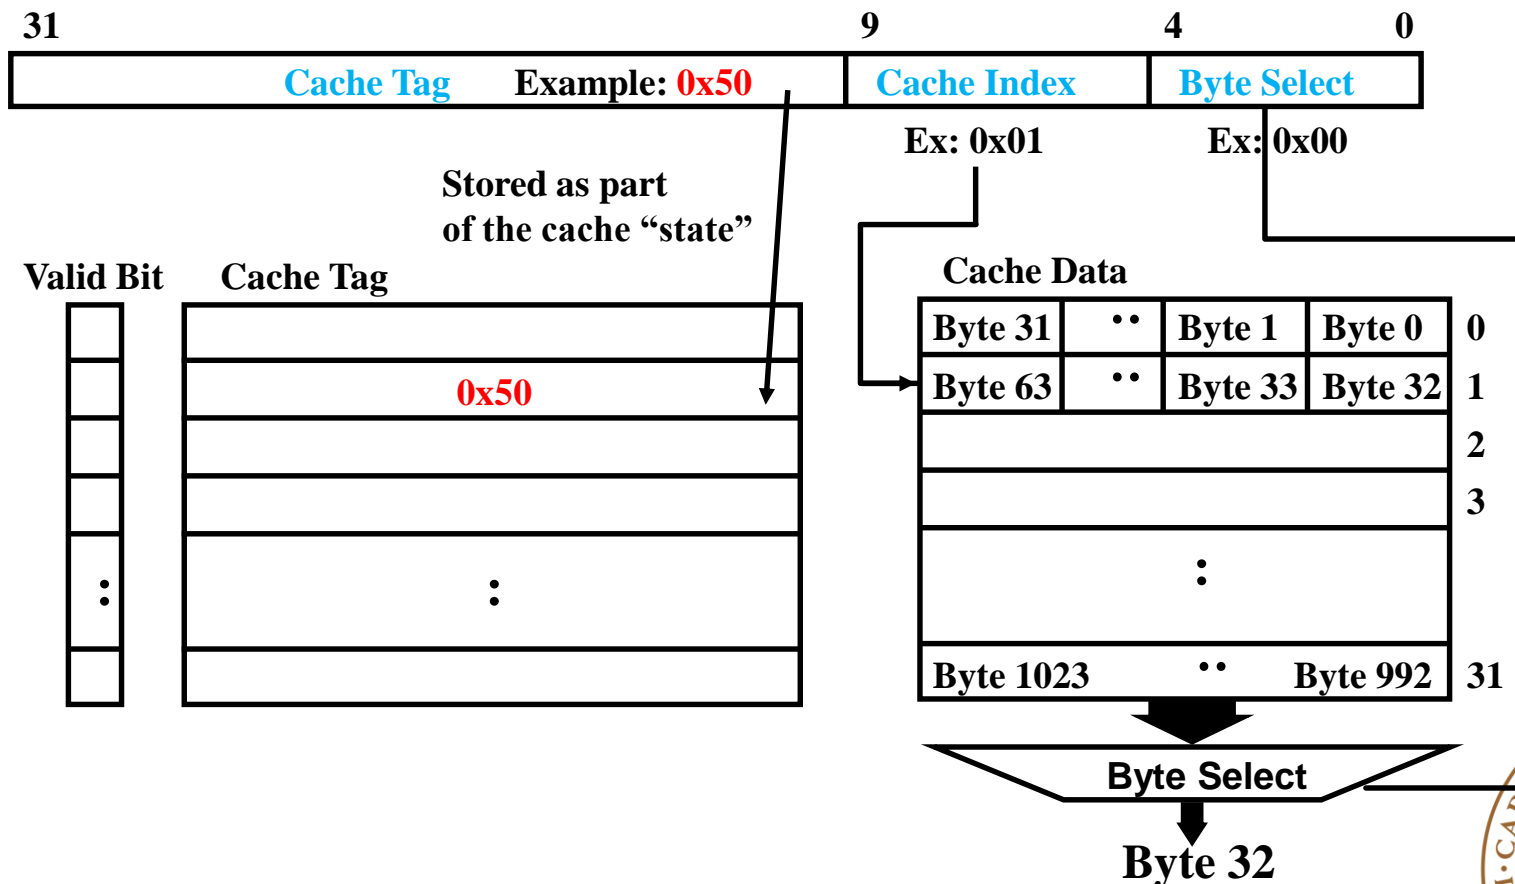 31 9 4 0
Cache Tag Example: 0x50 Cache Index Byte Select
Ex: 0x01 Ex: 0x00
Stored as part
of the cache “state”
Valid Bit Cache Tag Cache Data
Byte 31 •• Byte 1 Byte 0 0
0x50 Byte 63 •• Byte 33 Byte 32 1
2
3
: : :
Byte 1023 •• Byte 992 31
Byte Select
Byte 32